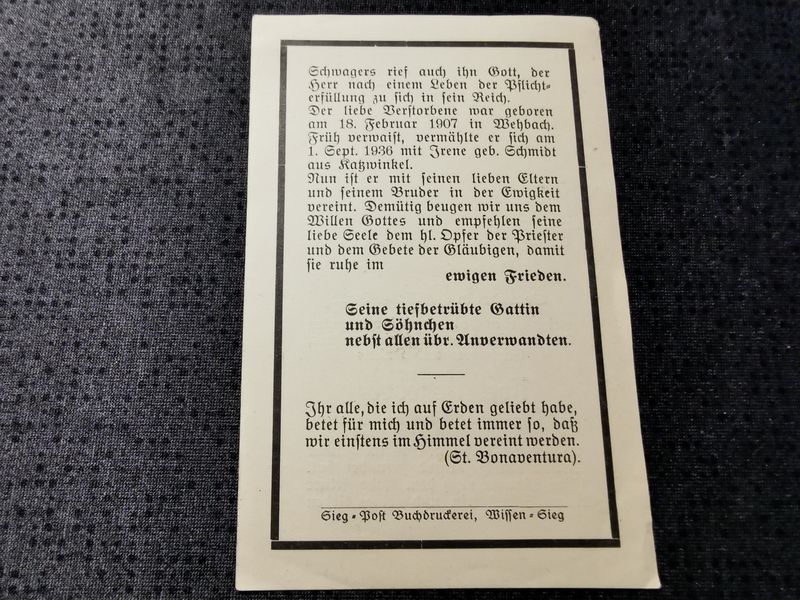 Schwagers rief auch ihn Gott, der
Herr nach einem Leben der Pflicht-
erfüllung zu sich in sein Reich.
Der liebe Verstorbene war geboren
am 18. Februar 1907 in Wehbach.
Früh verwaist, vermählte er sich am
1. Sept. 1936 mit Irene geb. Schmidt
aus Katzwinkel.
Nun ist er mit seinen lieben Eltern
und seinem Bruder in der Ewigkeit
vereint. Demütig beugen wir uns dem
Willen Gottes und empfehlen seine
liebe Seele dem hl. Opfer der Priester
und dem Gebete der Gläubigen, damit
sie ruhe im
ewigen Frieden.
Seine tiefbetrübte Gattin
und Söhnchen
nebst allen übr. Anverwandten.
Ihr alle, die ich auf Erden geliebt habe,
betet für mich und betet immer so, daß
wir einstens im Himmel vereint werden.
(St. Bonaventura).
Sieg-Post Buchdruckerei, Wissen-Sieg